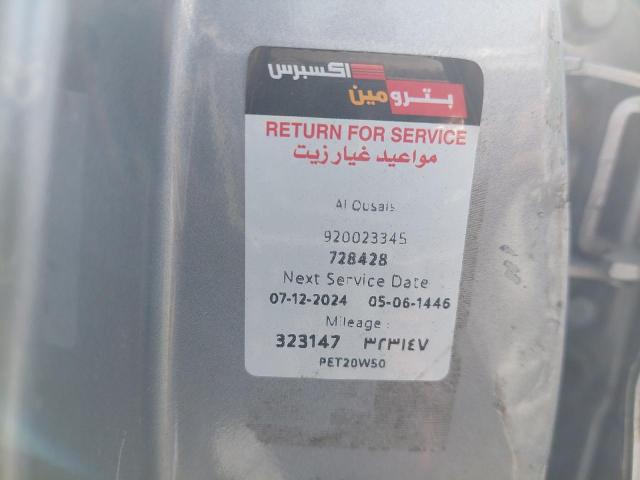 اكسبرس
بترومين
RETURN FOR SERVICE
مواعيد غيار زيت
Al Qusais
920023345
728428
Next Service Date
07-12-2024 05-06-1446
Mileage :
323147 ٣٢٣١٤٧
PET20W50